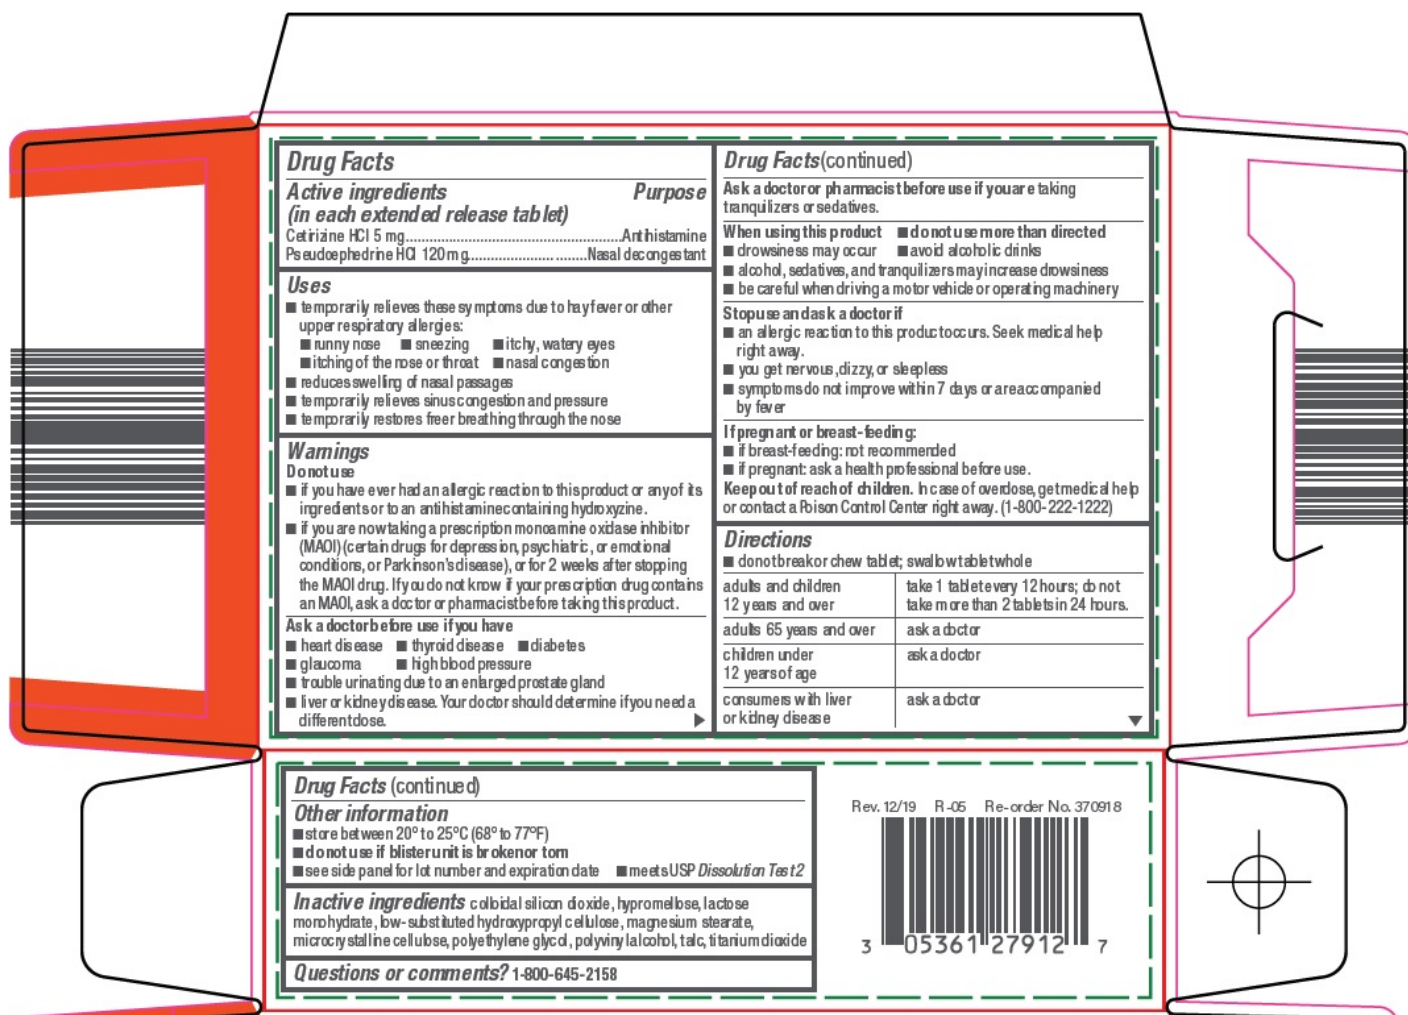 Drug Facts
Active ingredients Purpose
(in each extended release tablet)
Cetirizine HCl 5 mg......................................................Antihistamine
Pseudoephedrine HCl 120 mg..............................Nasal decongestant
Uses
■ temporarily relieves these symptoms due to hay fever or other
upper respiratory allergies:
■ runny nose ■ sneezing ■ itchy, watery eyes
■ itching of the nose or throat ■ nasal congestion
■ reduces swelling of nasal passages
■ temporarily relieves sinus congestion and pressure
■ temporarily restores freer breathing through the nose
Warnings
Do not use
■ if you have ever had an allergic reaction to this product or any of its
ingredients or to an antihistamine containing hydroxyzine.
■ if you are now taking a prescription monoamine oxidase inhibitor
(MAOI) (certain drugs for depression, psychiatric, or emotional
conditions, or Parkinson's disease), or for 2 weeks after stopping
the MAOI drug. If you do not know if your prescription drug contains
an MAOI, ask a doctor or pharmacist before taking this product.
Ask a doctor before use if you have
■ heart disease ■ thyroid disease ■ diabetes
■ glaucoma ■ high blood pressure
■ trouble urinating due to an enlarged prostate gland
■ liver or kidney disease. Your doctor should determine if you need a
different dose.
Drug Facts (continued)
Ask a doctor or pharmacist before use if you are taking
tranquilizers or sedatives.
When using this product ■ do not use more than directed
■ drowsiness may occur ■ avoid alcoholic drinks
■ alcohol, sedatives, and tranquilizers may increase drowsiness
■ be careful when driving a motor vehicle or operating machinery
Stop use and ask a doctor if
■ an allergic reaction to this product occurs. Seek medical help
right away.
■ you get nervous, dizzy, or sleepless
■ symptoms do not improve within 7 days or are accompanied
by fever
If pregnant or breast-feeding:
■ if breast-feeding: not recommended
■ if pregnant: ask a health professional before use.
Keep out of reach of children. In case of overdose, get medical help
or contact a Poison Control Center right away. (1-800-222-1222)
Directions
■ do not break or chew tablet; swallow tablet whole
adults and children take 1 tablet every 12 hours; do not
12 years and over take more than 2 tablets in 24 hours.
adults 65 years and over ask a doctor
children under ask a doctor
12 years of age
consumers with liver ask a doctor
or kidney disease
Drug Facts (continued)
Other information
■ store between 20° to 25°C (68° to 77°F)
■ do not use if blister unit is broken or torn
■ see side panel for lot number and expiration date ■ meets USP Dissolution Test 2
Inactive ingredients colloidal silicon dioxide, hypromellose, lactose
monohydrate, low-substituted hydroxypropyl cellulose, magnesium stearate,
microcrystalline cellulose, polyethylene glycol, polyvinyl alcohol, talc, titanium dioxide
Questions or comments? 1-800-645-2158
Rev. 12/19 R-05 Re-order No. 370918
3 05361 27912 7